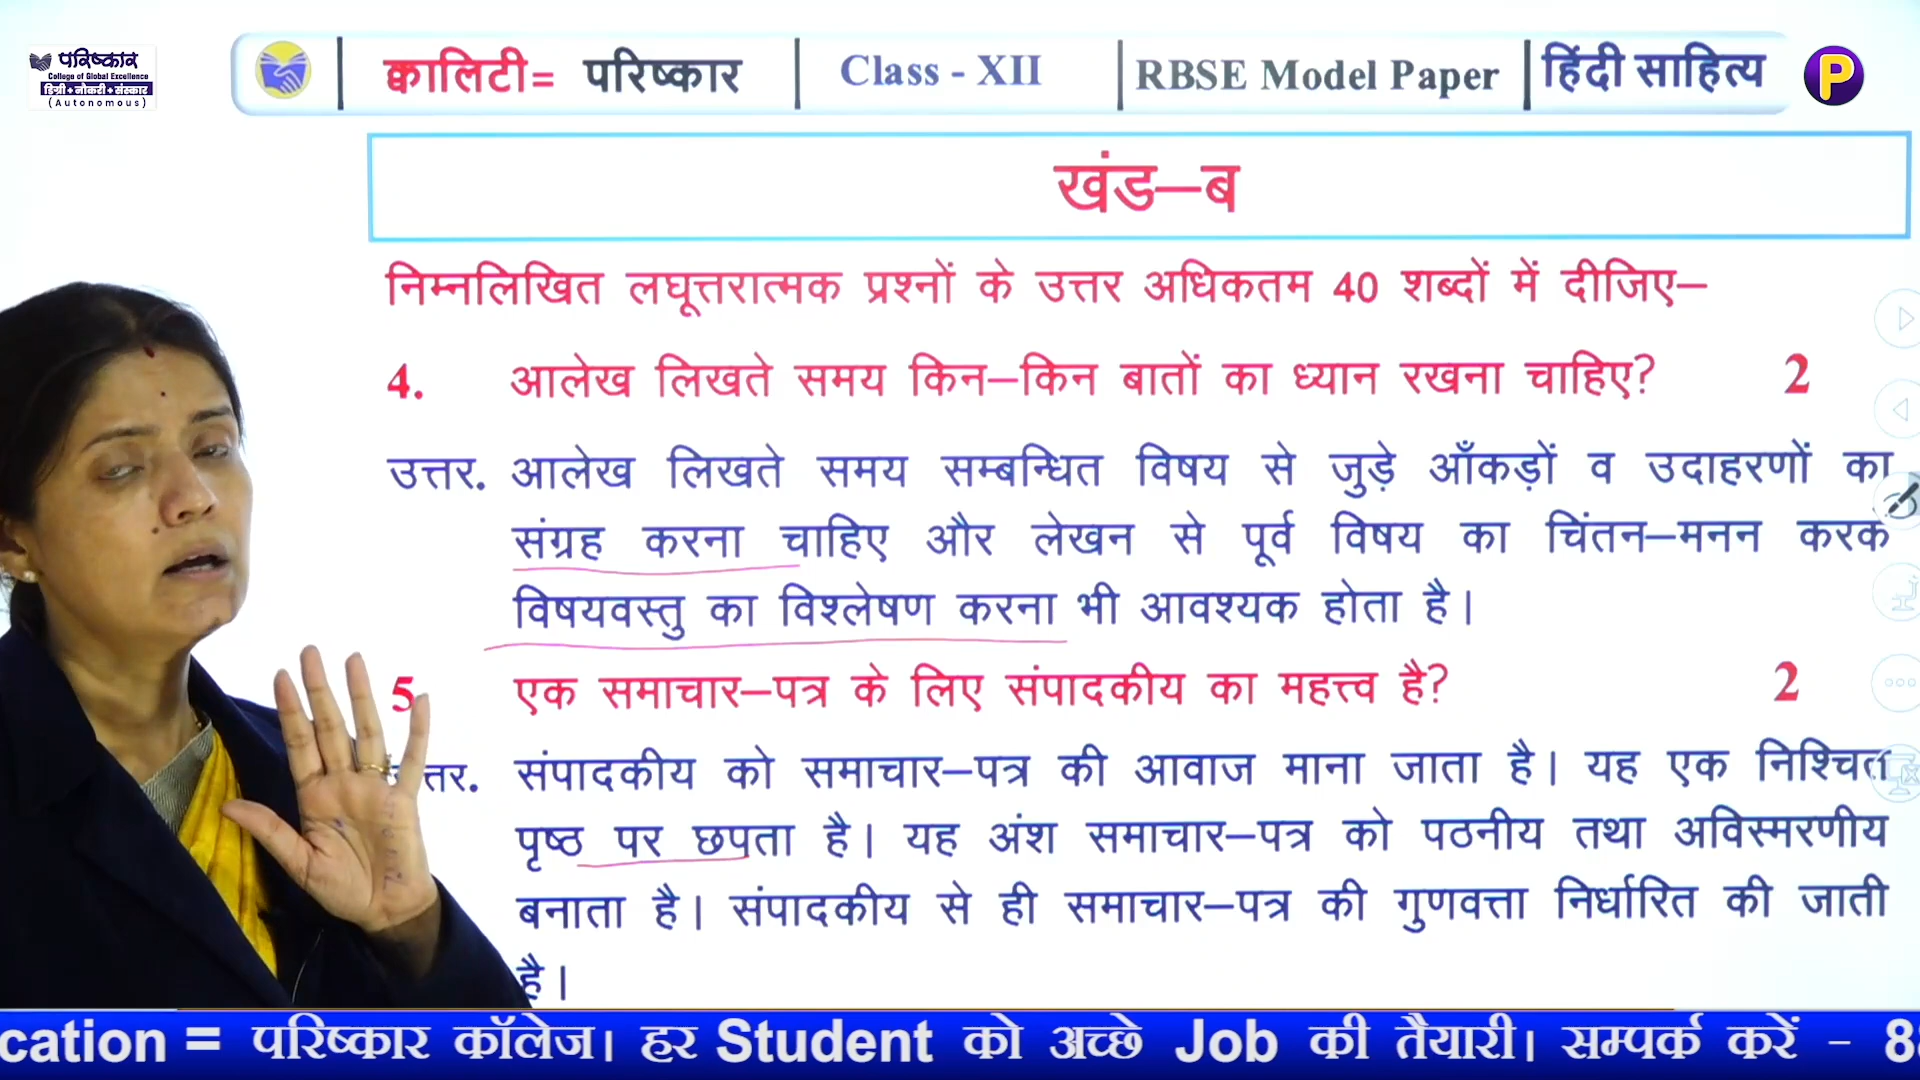 परिष्कार
College of Global Excellence
डिग्री + नौकरी + संस्कार
(Autonomous)
क्वालिटी = परिष्कार
Class - XII
RBSE Model Paper
हिंदी साहित्य
P
खंड–ब
निम्नलिखित लघूत्तरात्मक प्रश्नों के उत्तर अधिकतम 40 शब्दों में दीजिए–
4. आलेख लिखते समय किन–किन बातों का ध्यान रखना चाहिए? 2
उत्तर. आलेख लिखते समय सम्बन्धित विषय से जुड़े आँकड़ों व उदाहरणों का
संग्रह करना चाहिए और लेखन से पूर्व विषय का चिंतन–मनन करक
विषयवस्तु का विश्लेषण करना भी आवश्यक होता है।
5 एक समाचार–पत्र के लिए संपादकीय का महत्त्व है? 2
त्तर. संपादकीय को समाचार–पत्र की आवाज माना जाता है। यह एक निश्चित
पृष्ठ पर छपता है। यह अंश समाचार–पत्र को पठनीय तथा अविस्मरणीय
बनाता है। संपादकीय से ही समाचार–पत्र की गुणवत्ता निर्धारित की जाती
है।
cation = परिष्कार कॉलेज। हर Student को अच्छे Job की तैयारी। सम्पर्क करें - 8